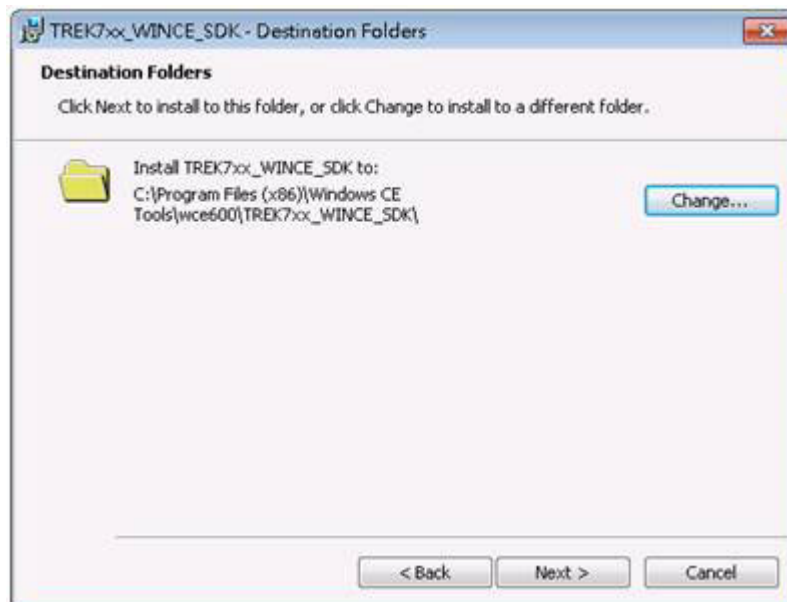 TREK7xx_WINCE_SDK - Destination Folders
Destination Folders
Click Next to install to this folder, or click Change to install to a different folder.
Install TREK7xx_WINCE_SDK to:
C:\Program Files (x86)\Windows CE
Tools\wce600\TREK7xx_WINCE_SDK\
Change...
< Back
Next >
Cancel